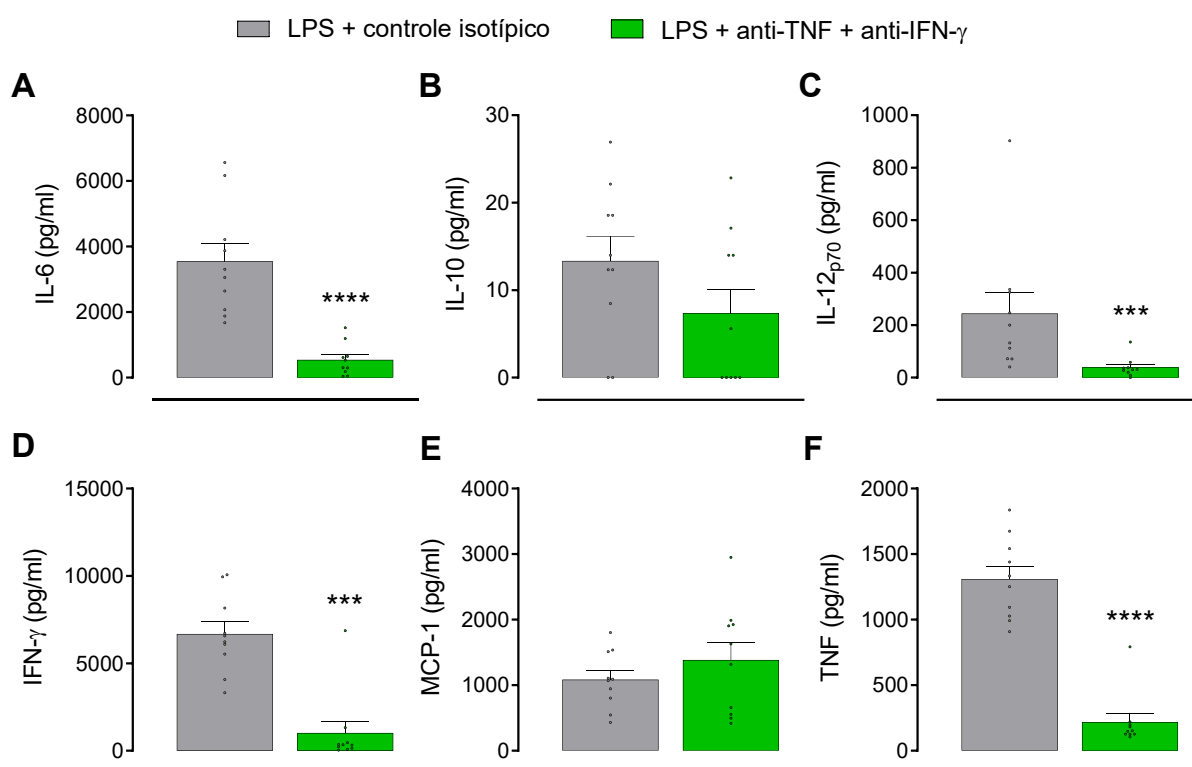 LPS + controle isotípico
LPS + anti-TNF + anti-IFN-γ
A
IL-6 (pg/ml)
8000
6000
4000
2000
0
****
B
IL-10 (pg/ml)
30
20
10
0
C
IL-12p70 (pg/ml)
1000
800
600
400
200
0
***
D
IFN-γ (pg/ml)
15000
10000
5000
0
***
E
MCP-1 (pg/ml)
4000
3000
2000
1000
0
F
TNF (pg/ml)
2000
1500
1000
500
0
****